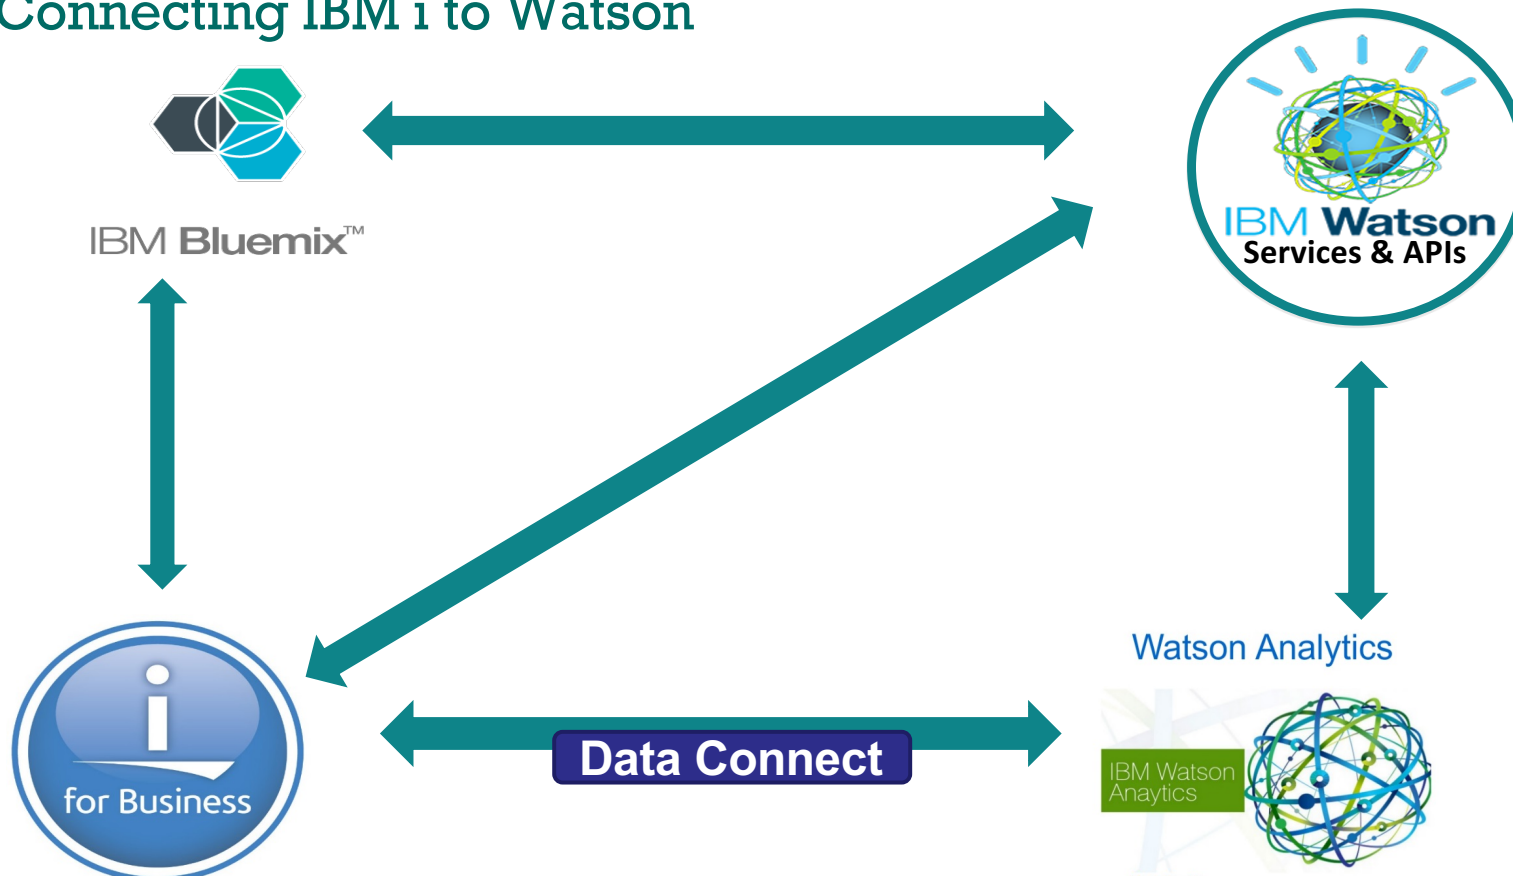 Connecting IBM i to Watson
IBM Bluemix™
IBM Watson
Services & APIs
i
for Business
Data Connect
Watson Analytics
IBM Watson
Anaytics